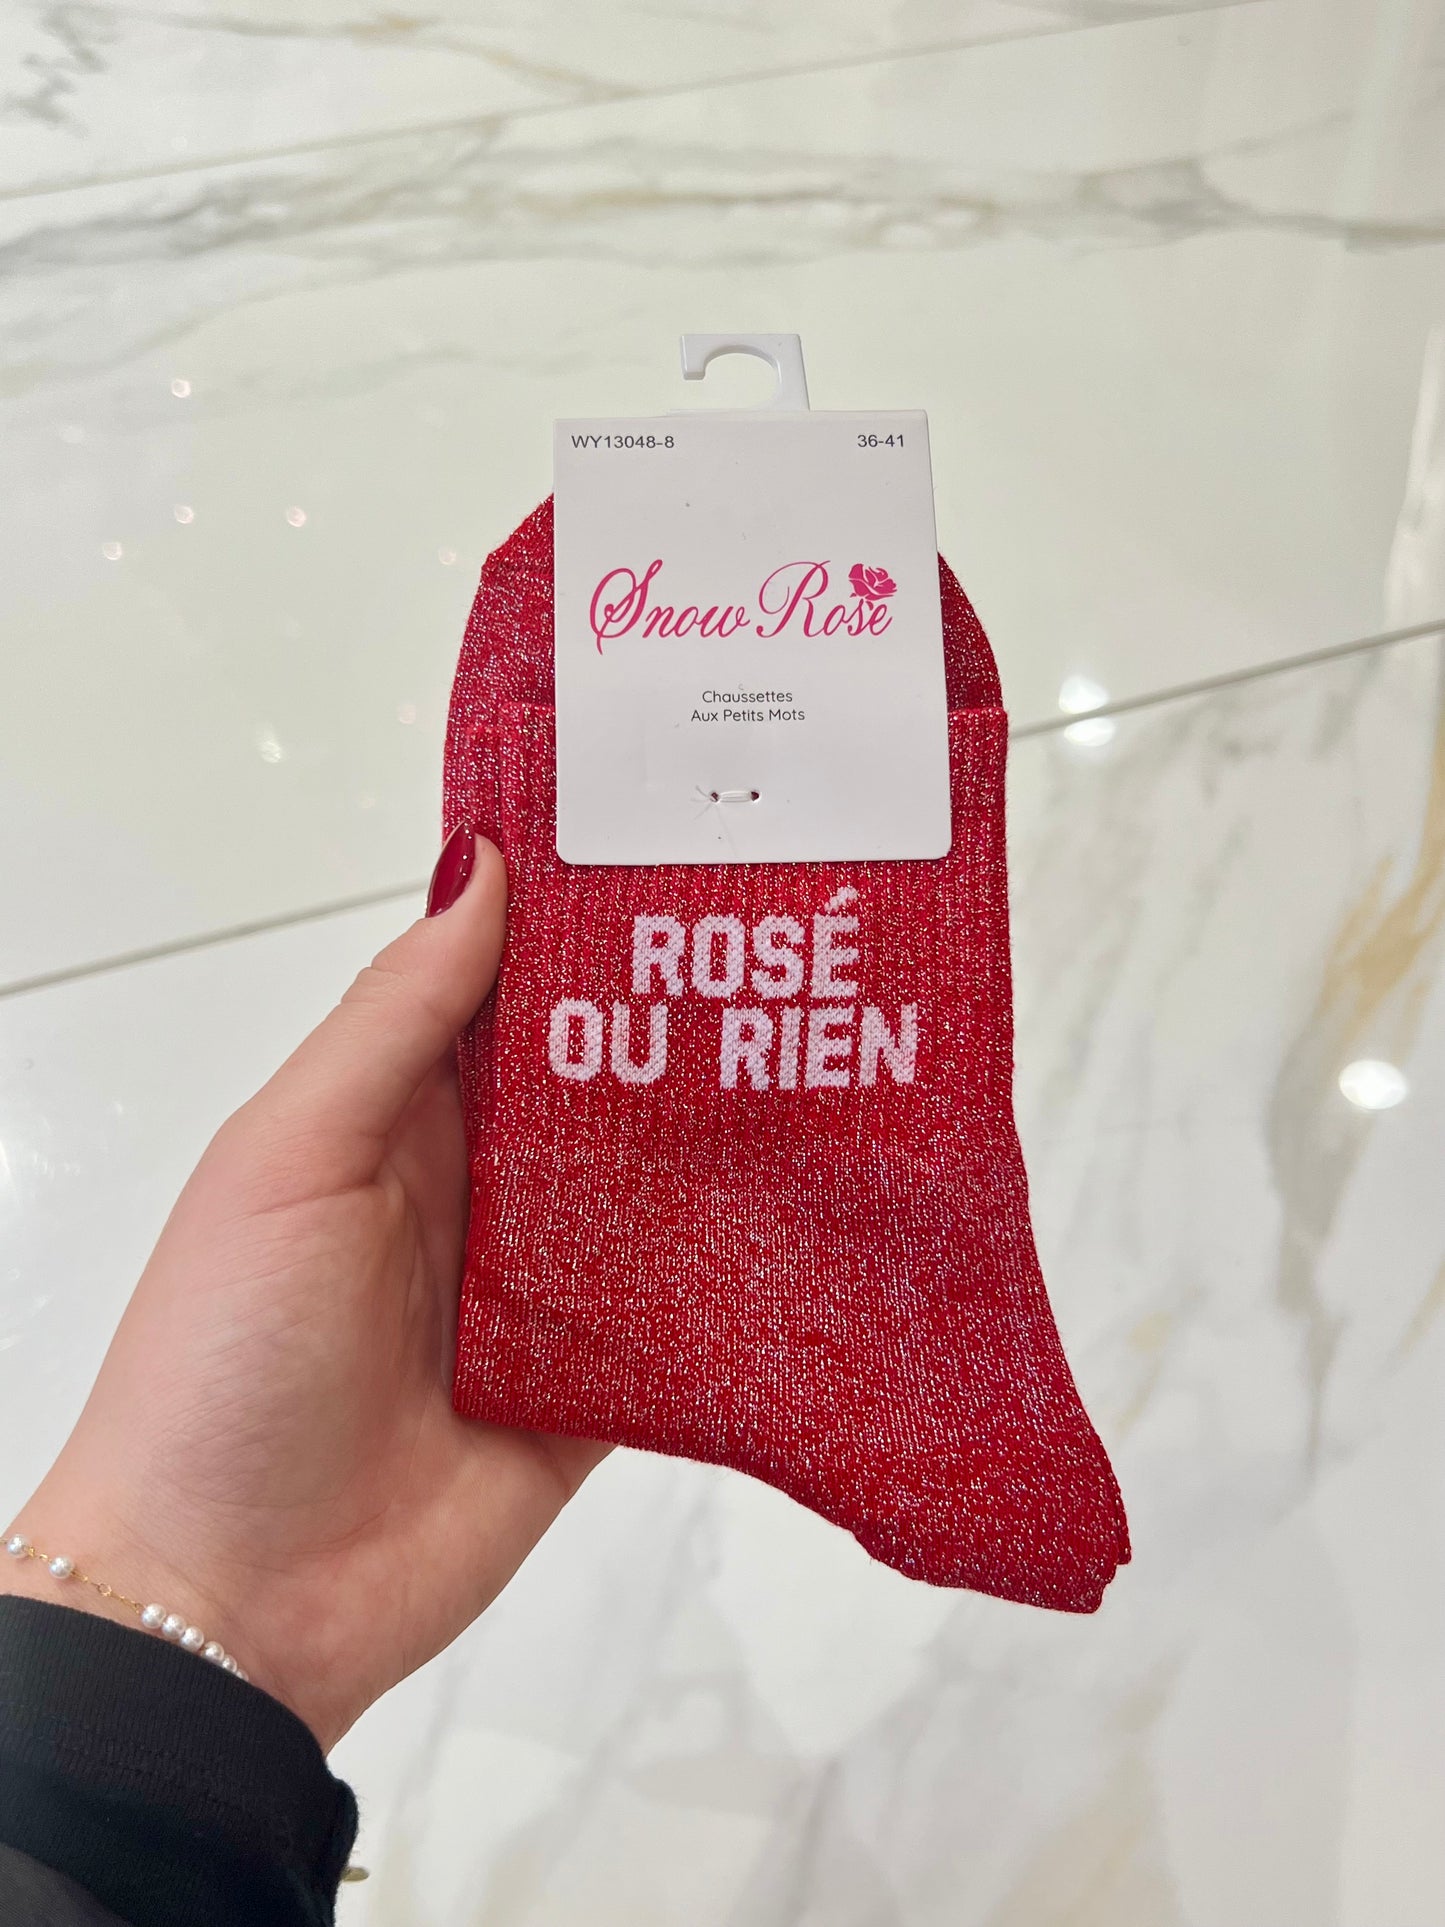 WY13048-8 36-41
Snow Rose
Chaussettes
Aux Petits Mots
ROSÉ
OU RIEN